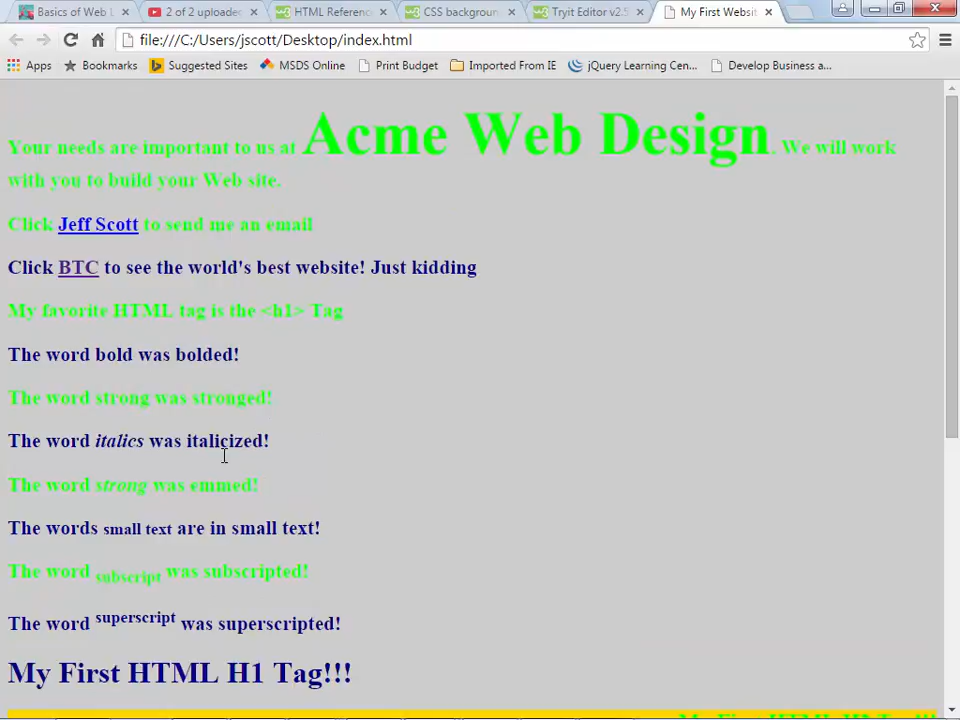 Basics of Web
2 of 2 uploade
HTML Referenc
CSS backgroun
Tryit Editor v2.5
My First Websit
file:///C:/Users/jscott/Desktop/index.html
Apps Bookmarks Suggested Sites MSDS Online Print Budget Imported From IE jQuery Learning Cen... Develop Business a...
Your needs are important to us at Acme Web Design. We will work
with you to build your Web site.
Click Jeff Scott to send me an email
Click BTC to see the world's best website! Just kidding
My favorite HTML tag is the <h1> Tag
The word bold was bolded!
The word strong was stronged!
The word italics was italicized!
The word strong was emmed!
The words small text are in small text!
The word subscript was subscripted!
The word superscript was superscripted!
My First HTML H1 Tag!!!